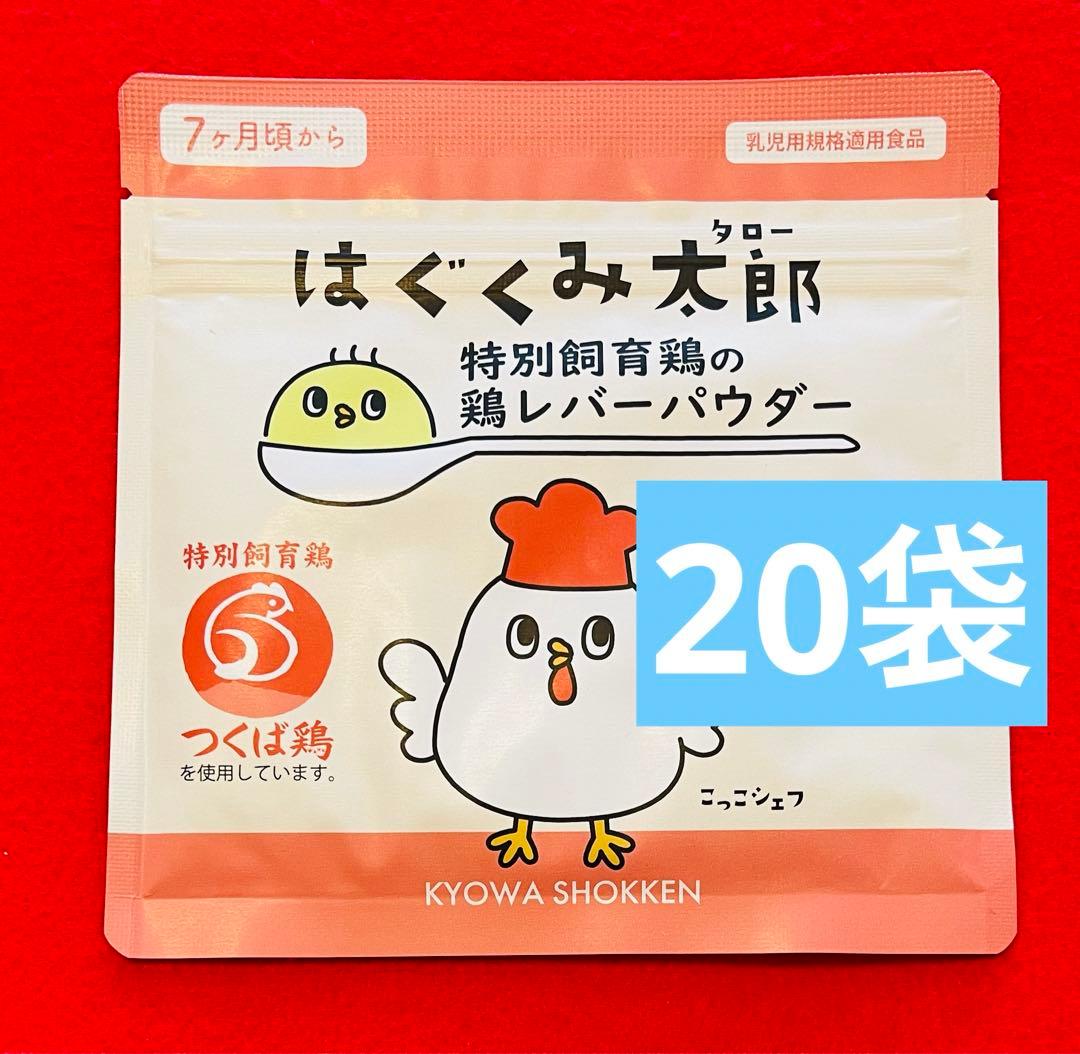 7ヶ月頃から
乳児用規格適用食品
タロー
はぐくみ太郎
特別飼育鶏の
鶏レバーパウダー
特別飼育鶏
つくば鶏
を使用しています。
20袋
こっこシェフ
KYOWA SHOKKEN